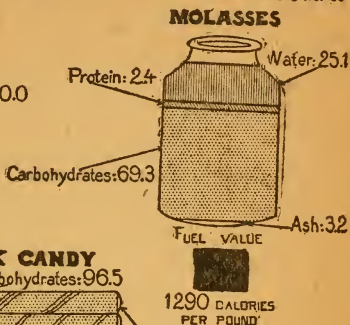 MOLASSES
Water: 25.1
Protein: 2.4
0.0
Carbohydrates: 69.3
Ash: 3.2
FUEL VALUE
CANDY
bohydrates: 96.5
1290 CALORIES
PER POUND